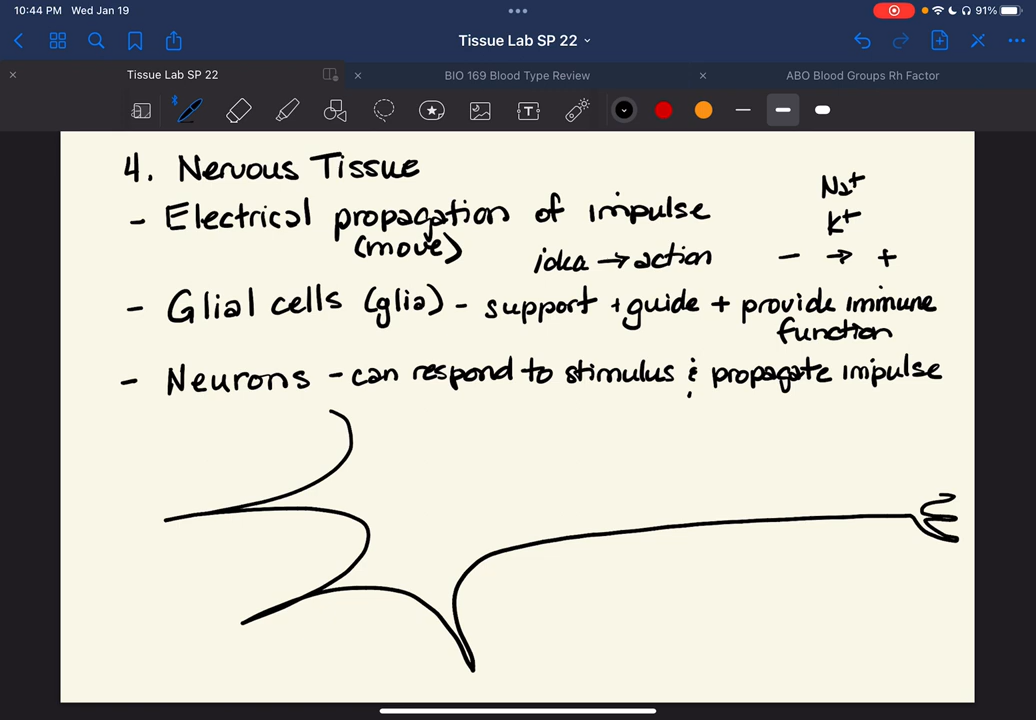 10:44 PM Wed Jan 19
91%
Tissue Lab SP 22
Tissue Lab SP 22
BIO 169 Blood Type Review
ABO Blood Groups Rh Factor
4. Nervous Tissue
Na+
- Electrical propagation of impulse
K+
(move)
idea → action
- → +
- Glial cells (glia) - support + guide + provide immune
function
- Neurons - can respond to stimulus & propagate impulse